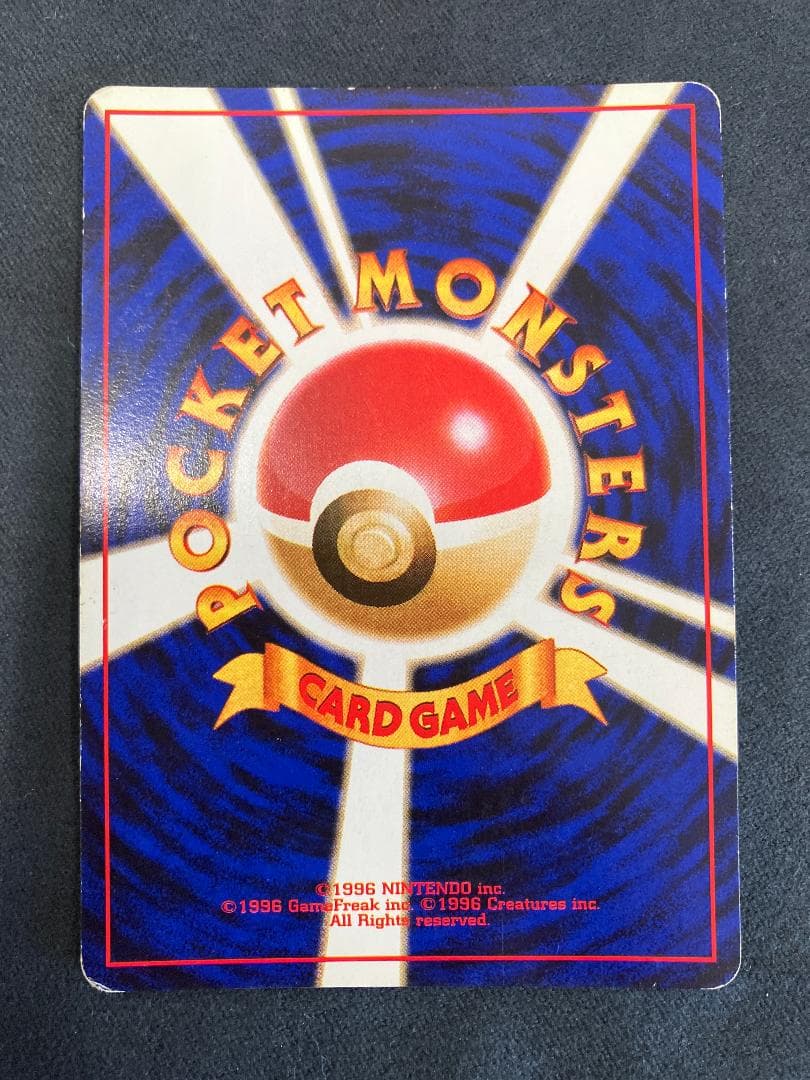 POCKET MONSTERS
CARD GAME
©1996 NINTENDO inc.
©1996 GameFreak inc. ©1996 Creatures inc.
All Rights reserved.